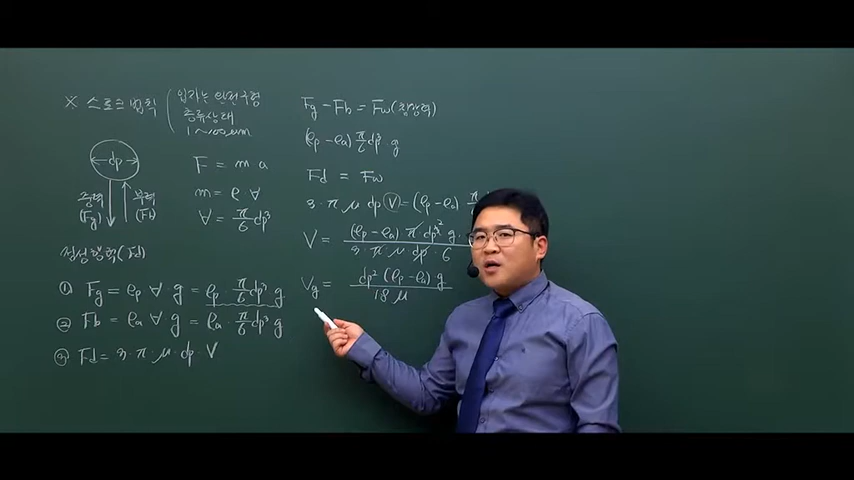 ※ 스토크 법칙
입자는 안전구형
층류상태
1~100μm
dp
중력
(Fg)
부력
(Fb)
F = m a
m = ρ ∀
∀ = π/6 dp³
점성항력(Fd)
① Fg = ρp ∀ g = ρp · π/6 dp³ g
② Fb = ρa ∀ g = ρa · π/6 dp³ g
③ Fd = 3 · π · μ · dp · V
Fg - Fb = Fw(침강력)
(ρp - ρa) π/6 dp³ · g
Fd = Fw
3 · π · μ dp V = (ρp - ρa) π
V = (ρp - ρa) π dp³ ² g / 3 π μ dp · 6
Vg = dp² (ρp - ρa) g / 18 μ